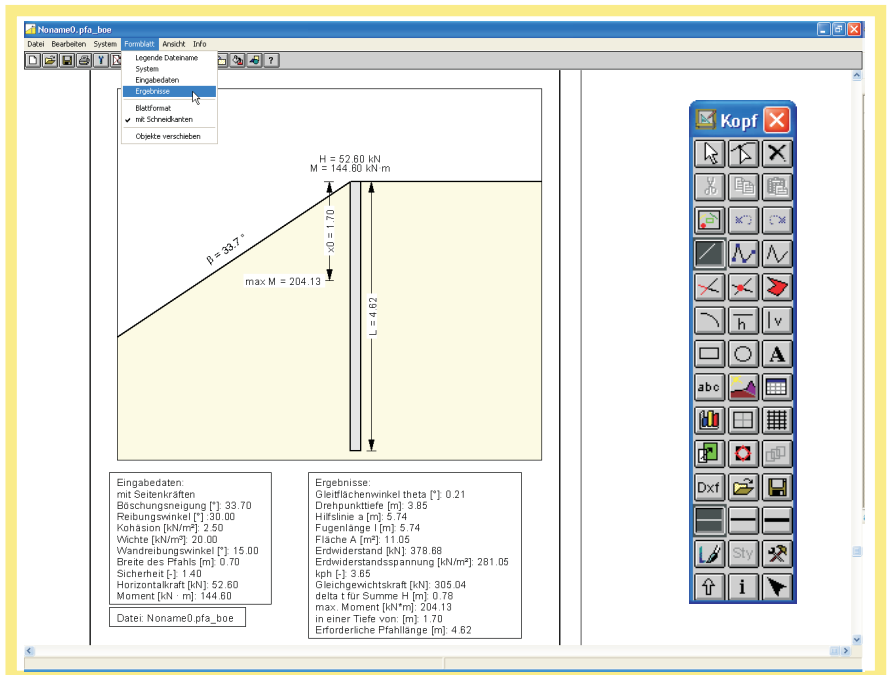 Noname0.pfa_boe
Datei Bearbeiten System Formblatt Ansicht Info
Legende Dateiname
System
Eingabedaten
Ergebnisse
Blattformat
mit Schneidkanten
Objekte verschieben
H = 52.60 kN
M = 144.60 kN·m
β = 33.7 °
x0 = 1.70
max M = 204.13
L = 4.62
Eingabedaten:
mit Seitenkräften
Böschungsneigung [°]: 33.70
Reibungswinkel [°] :30.00
Kohäsion [kN/m²]: 2.50
Wichte [kN/m³]: 20.00
Wandreibungswinkel [°]: 15.00
Breite des Pfahls [m]: 0.70
Sicherheit [-]: 1.40
Horizontalkraft [kN]: 52.60
Moment [kN · m]: 144.60
Datei: Noname0.pfa_boe
Ergebnisse:
Gleitflächenwinkel theta [°]: 0.21
Drehpunkttiefe [m]: 3.85
Hilfslinie a [m]: 5.74
Fugenlänge l [m]: 5.74
Fläche A [m²]: 11.05
Erdwiderstand [kN]: 378.68
Erdwiderstandsspannung [kN/m²]: 281.05
kph [-]: 3.65
Gleichgewichtskraft [kN]: 305.04
delta t für Summe H [m]: 0.78
max. Moment [kN*m]: 204.13
in einer Tiefe von: [m]: 1.70
Erforderliche Pfahllänge [m]: 4.62
Kopf
h v
A
abc
Dxf
Sty
i